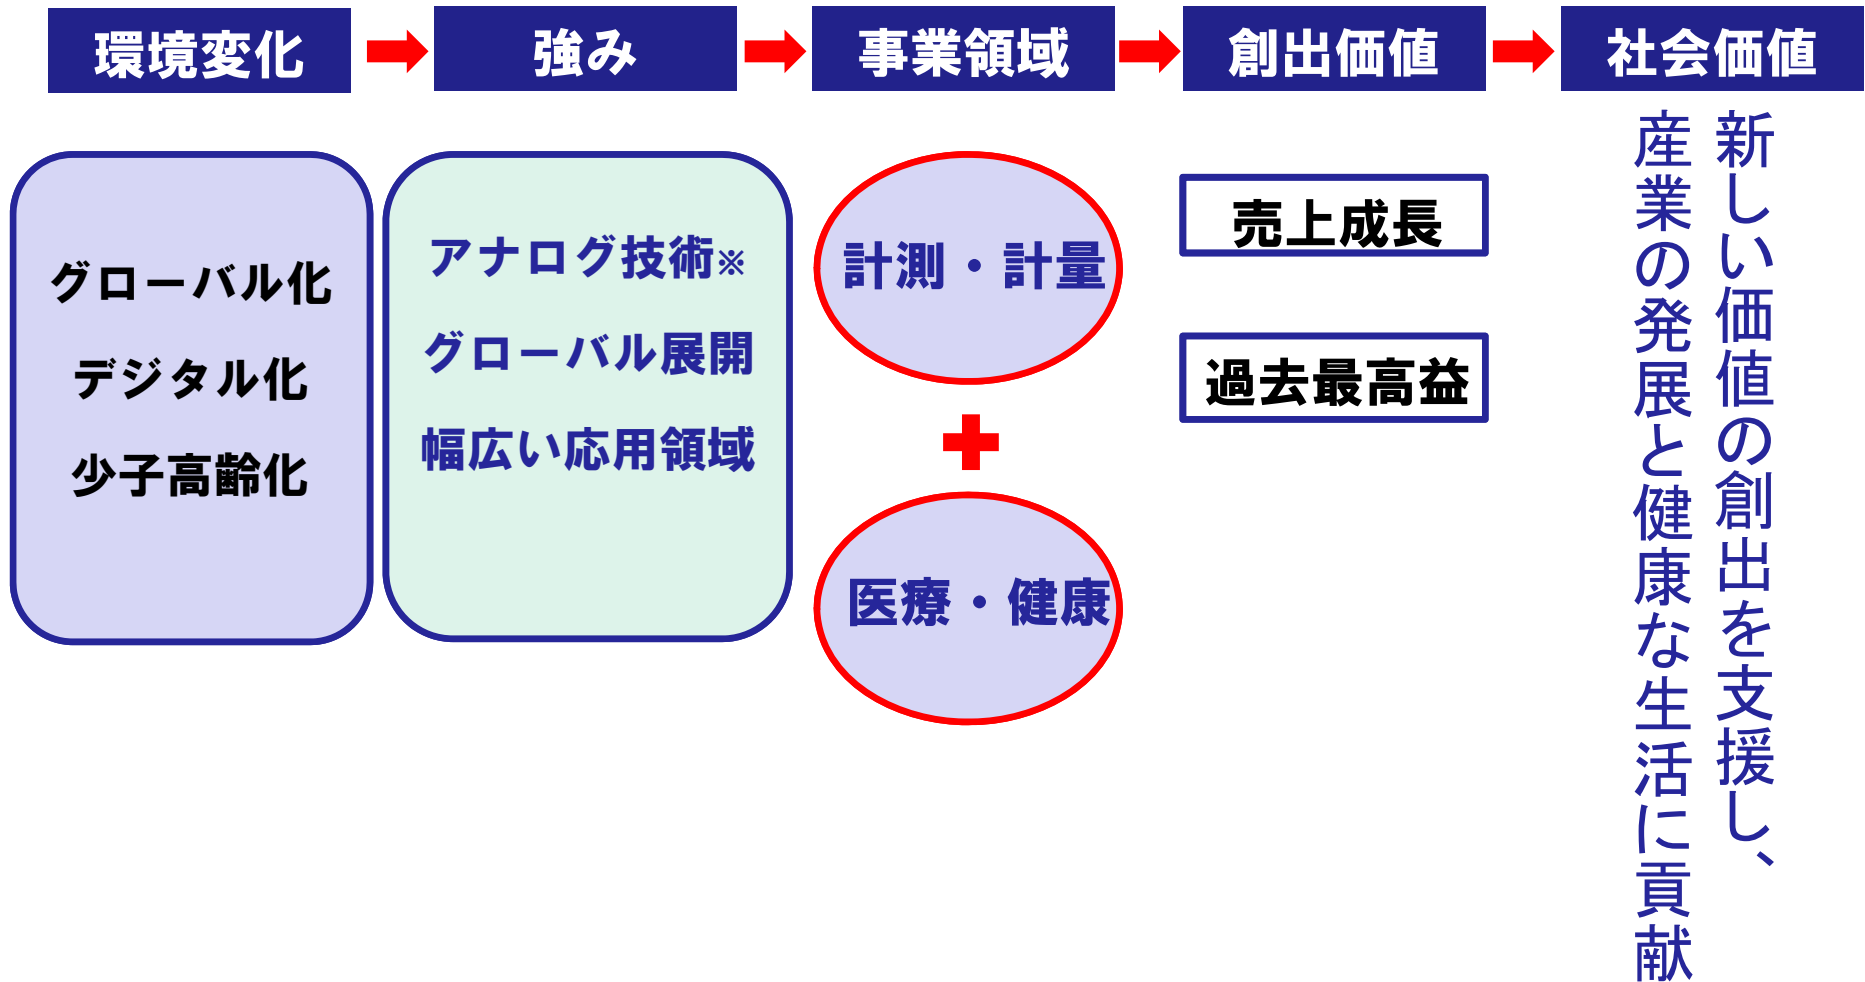 環境変化
強み
事業領域
創出価値
社会価値
グローバル化
デジタル化
少子高齢化
アナログ技術※
グローバル展開
幅広い応用領域
計測・計量
医療・健康
売上成長
過去最高益
新しい価値の創出を支援し、
産業の発展と健康な生活に貢献